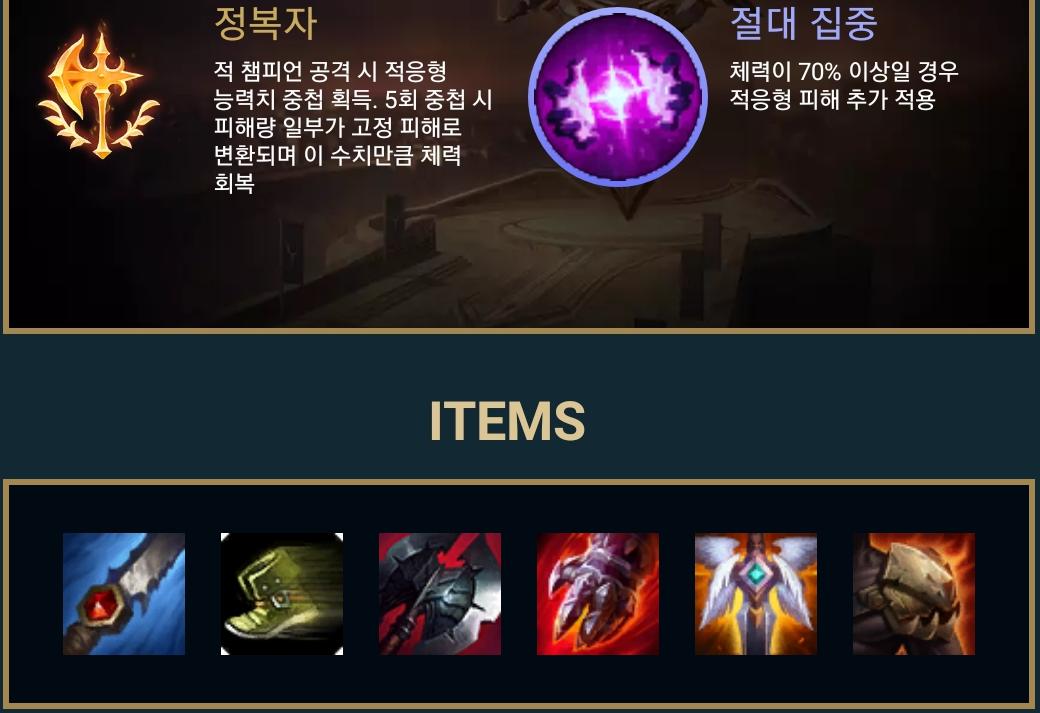 정복자
적 챔피언 공격 시 적응형
능력치 중첩 획득. 5회 중첩 시
피해량 일부가 고정 피해로
변환되며 이 수치만큼 체력
회복
절대 집중
체력이 70% 이상일 경우
적응형 피해 추가 적용
ITEMS